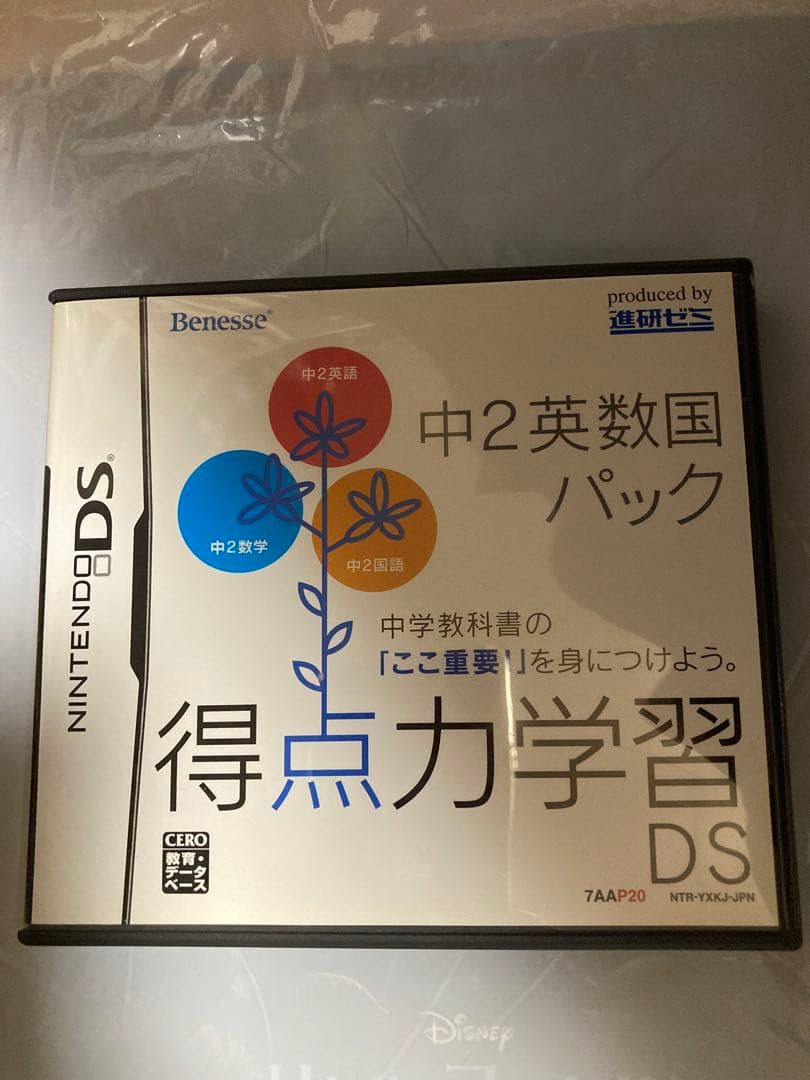 NINTENDO DS®
Benesse®
produced by
進研ゼミ
中2英語
中2数学
中2国語
中2英数国
パック
中学教科書の
「ここ重要!」を身につけよう。
得点力学習
DS
CERO
教育・
データ
ベース
7AAP20 NTR-YXKJ-JPN
DISNEY